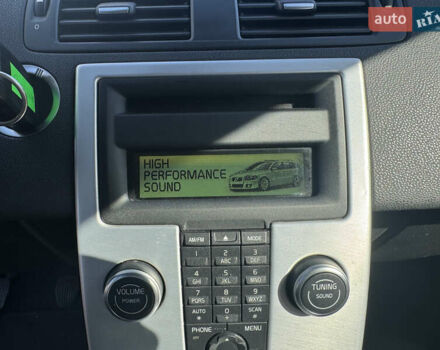 auto RIA
HIGH
PERFORMANCE
SOUND
AM/FM MODE
1 2 ABC 3 DEF
4 GHI 5 JKL 6 MNO
7 PQRS 8 TUV 9 WXYZ
AUTO * 0 SCAN #
PHONE MENU
VOLUME
POWER
TUNING
SOUND